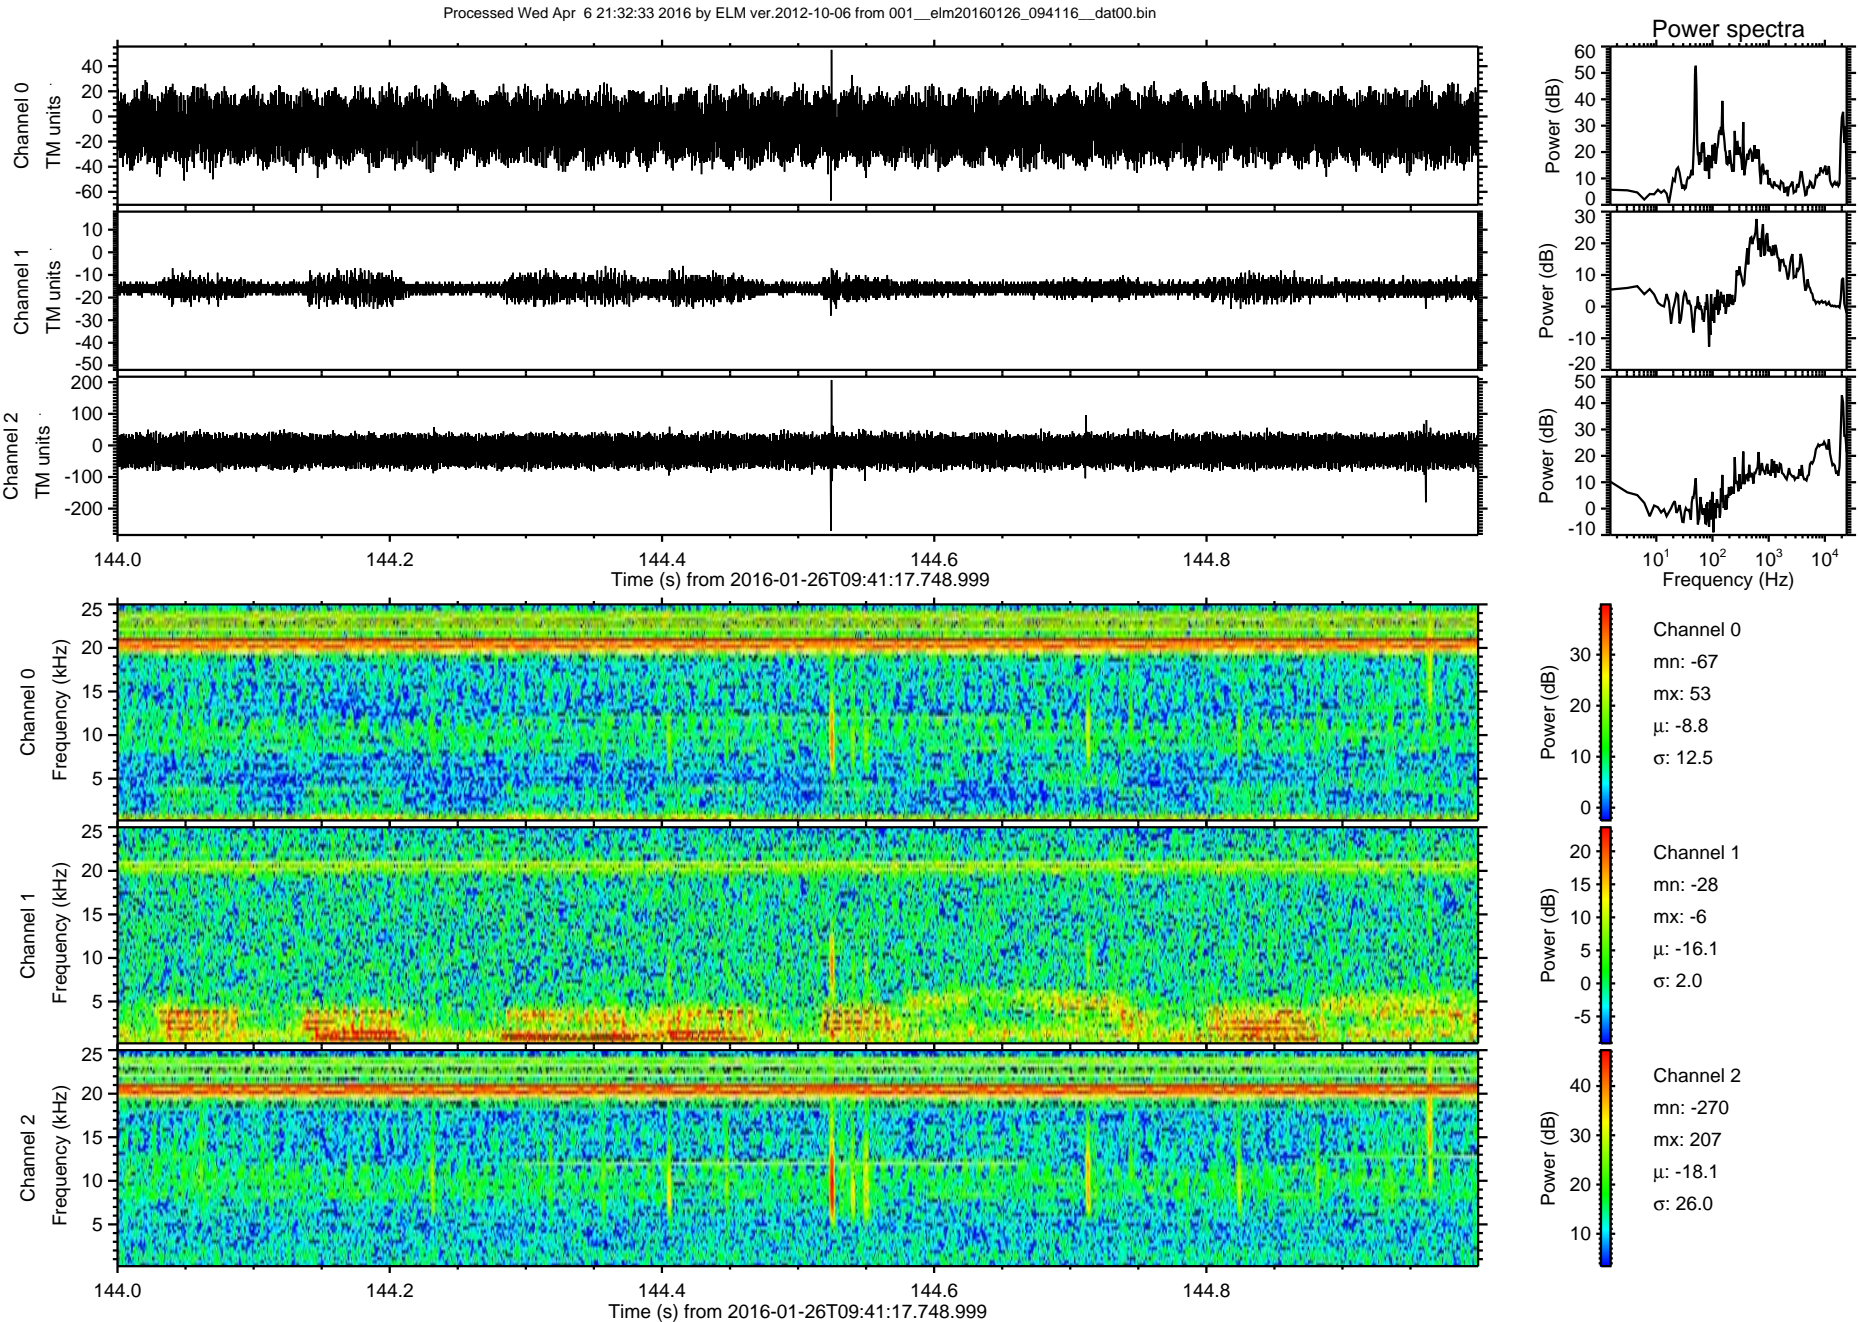 Processed Wed Apr  6 21:32:33 2016 by ELM ver.2012-10-06 from 001__elm20160126_094116__dat00.bin
Power spectra
Channel 0
TM units
40
20
0
-20
-40
-60
Power (dB)
60
50
40
30
20
10
0
Channel 1
TM units
10
0
-10
-20
-30
-40
-50
Power (dB)
30
20
10
0
-10
-20
Channel 2
TM units
200
100
0
-100
-200
Power (dB)
50
40
30
20
10
0
-10
144.0 144.2 144.4 144.6 144.8
Time (s) from 2016-01-26T09:41:17.748.999
10¹ 10² 10³ 10⁴
Frequency (Hz)
Channel 0
Frequency (kHz)
25
20
15
10
5
Power (dB)
30
20
10
0
Channel 0
mn: -67
mx: 53
µ: -8.8
σ: 12.5
Channel 1
Frequency (kHz)
25
20
15
10
5
Power (dB)
20
15
10
5
0
-5
Channel 1
mn: -28
mx: -6
µ: -16.1
σ: 2.0
Channel 2
Frequency (kHz)
25
20
15
10
5
Power (dB)
40
30
20
10
Channel 2
mn: -270
mx: 207
µ: -18.1
σ: 26.0
144.0 144.2 144.4 144.6 144.8
Time (s) from 2016-01-26T09:41:17.748.999